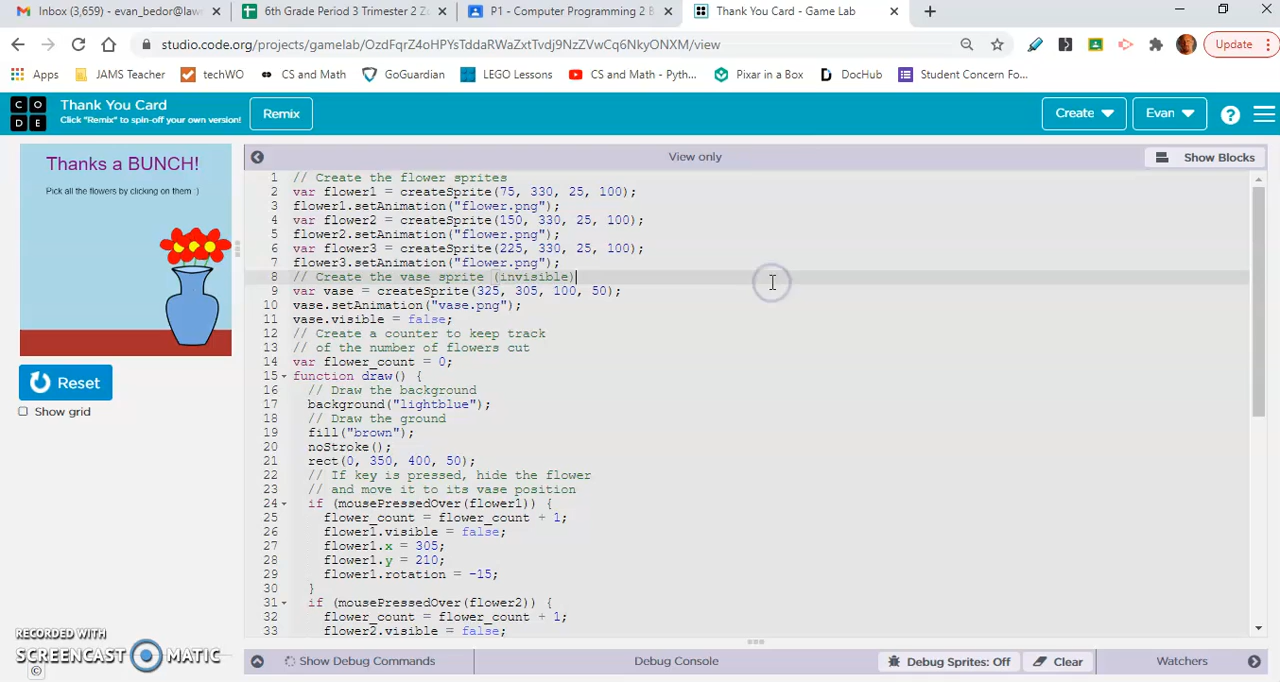 Inbox (3,659) - evan_bedor@law
6th Grade Period 3 Trimester 2 Z
P1 - Computer Programming 2 B
Thank You Card - Game Lab
studio.code.org/projects/gamelab/OzdFqrZ4oHPYsTddrRWaZxtTvdj9NzZVwCq6NkyONXM/view
Update
Apps
JAMS Teacher
techWO
CS and Math
GoGuardian
LEGO Lessons
CS and Math - Pyth...
Pixar in a Box
DocHub
Student Concern Fo...
C O
D E
Thank You Card
Click "Remix" to spin-off your own version!
Remix
Create
Evan
?
View only
Show Blocks
Thanks a BUNCH!
Pick all the flowers by clicking on them :)
Reset
Show grid
1 // Create the flower sprites
2 var flower1 = createSprite(75, 330, 25, 100);
3 flower1.setAnimation("flower.png");
4 var flower2 = createSprite(150, 330, 25, 100);
5 flower2.setAnimation("flower.png");
6 var flower3 = createSprite(225, 330, 25, 100);
7 flower3.setAnimation("flower.png");
8 // Create the vase sprite (invisible)
9 var vase = createSprite(325, 305, 100, 50);
10 vase.setAnimation("vase.png");
11 vase.visible = false;
12 // Create a counter to keep track
13 // of the number of flowers cut
14 var flower_count = 0;
15 function draw() {
16 // Draw the background
17 background("lightblue");
18 // Draw the ground
19 fill("brown");
20 noStroke();
21 rect(0, 350, 400, 50);
22 // If key is pressed, hide the flower
23 // and move it to its vase position
24 if (mousePressedOver(flower1)) {
25 flower_count = flower_count + 1;
26 flower1.visible = false;
27 flower1.x = 305;
28 flower1.y = 210;
29 flower1.rotation = -15;
30 }
31 if (mousePressedOver(flower2)) {
32 flower_count = flower_count + 1;
33 flower2.visible = false;
RECORDED WITH
SCREENCAST MATIC
©
Show Debug Commands
Debug Console
Debug Sprites: Off
Clear
Watchers